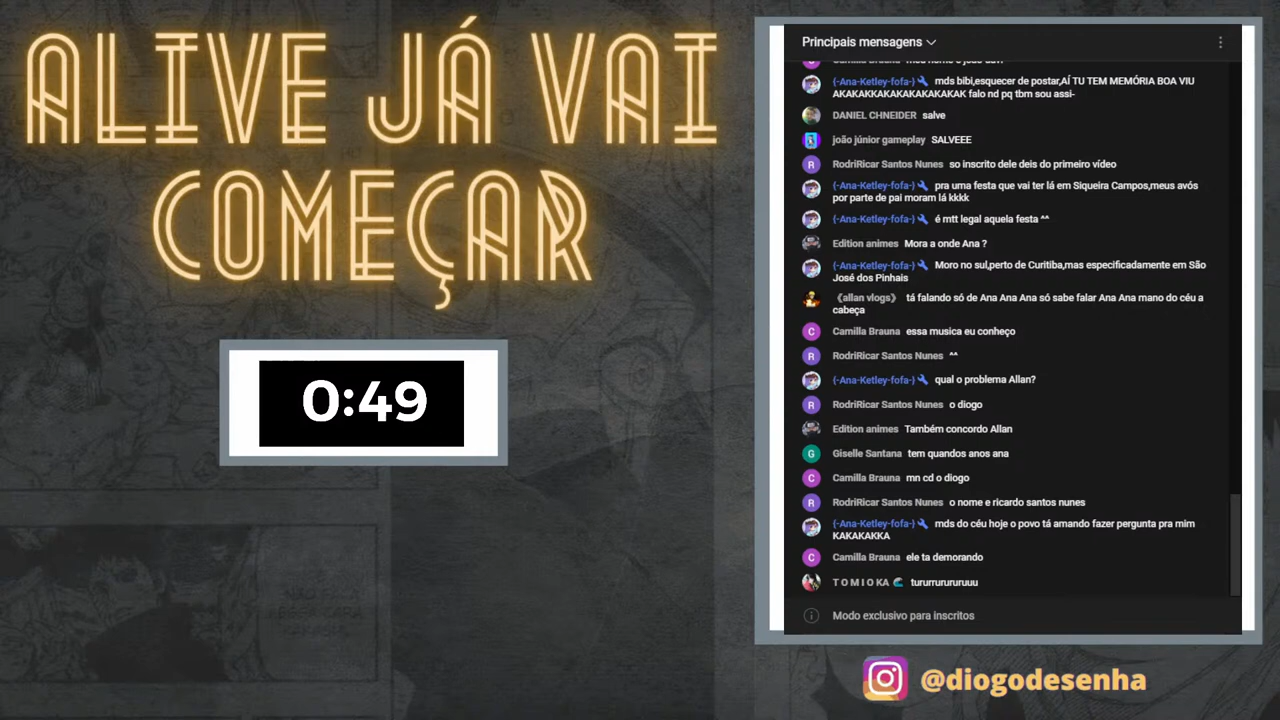 ALIVE JÁ VAI
COMEÇAR
0:49
Principais mensagens
{-Ana-Ketley-fofa-} mds bibi,esquecer de postar,AÍ TU TEM MEMÓRIA BOA VIU
AKAKAKKAKAKAKAKAKAKAK falo nd pq tbm sou assi-
DANIEL CHNEIDER salve
joão júnior gameplay SALVEEE
R RodriRicar Santos Nunes so inscrito dele deis do primeiro vídeo
{-Ana-Ketley-fofa-} pra uma festa que vai ter lá em Siqueira Campos,meus avós
por parte de pai moram lá kkkk
{-Ana-Ketley-fofa-} é mtt legal aquela festa ^^
Edition animes Mora a onde Ana ?
{-Ana-Ketley-fofa-} Moro no sul,perto de Curitiba,mas especificadamente em São
José dos Pinhais
《allan vlogs》 tá falando só de Ana Ana Ana só sabe falar Ana Ana mano do céu a
cabeça
C Camilla Brauna essa musica eu conheço
R RodriRicar Santos Nunes ^^
{-Ana-Ketley-fofa-} qual o problema Allan?
R RodriRicar Santos Nunes o diogo
Edition animes Também concordo Allan
G Giselle Santana tem quandos anos ana
C Camilla Brauna mn cd o diogo
R RodriRicar Santos Nunes o nome e ricardo santos nunes
{-Ana-Ketley-fofa-} mds do céu hoje o povo tá amando fazer pergunta pra mim
KAKAKAKKA
C Camilla Brauna ele ta demorando
T O M I O KA 🌊 tururrurururuuu
Modo exclusivo para inscritos
@diogodesenha